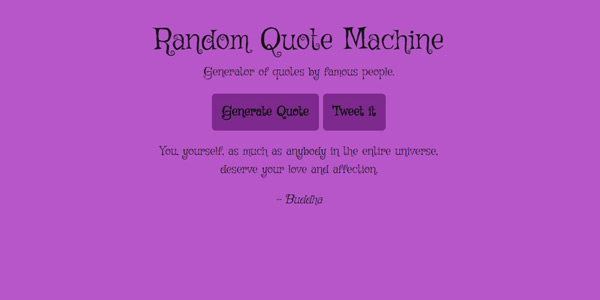 Random Quote Machine
Generator of quotes by famous people.
Generate Quote
Tweet it
You, yourself, as much as anybody in the entire universe,
deserve your love and affection.
- Buddha